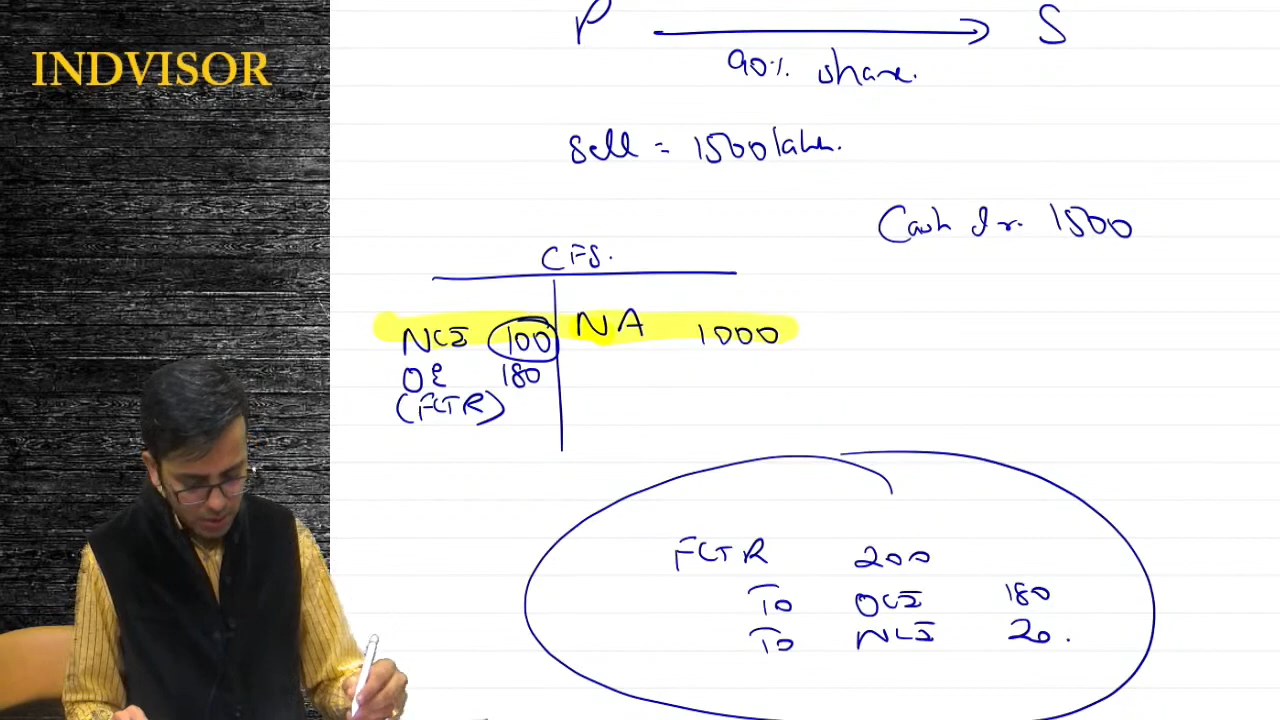 INDVISOR
P S
90% share.
sell = 1500 lakh.
Cash Dr. 1500
CFS.
NCI 100 NA 1000
OE 180
(FCTR)
FCTR 200
To OCI 180
To NCI 20.